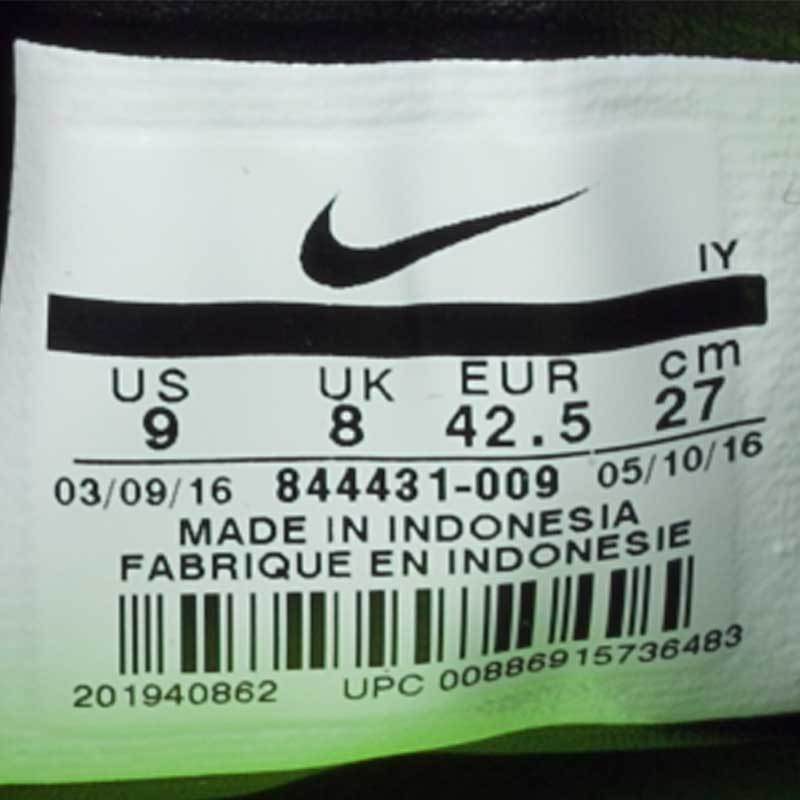 IY
US UK EUR cm
9 8 42.5 27
03/09/16 844431-009 05/10/16
MADE IN INDONESIA
FABRIQUE EN INDONESIE
201940862 UPC 00886915736483